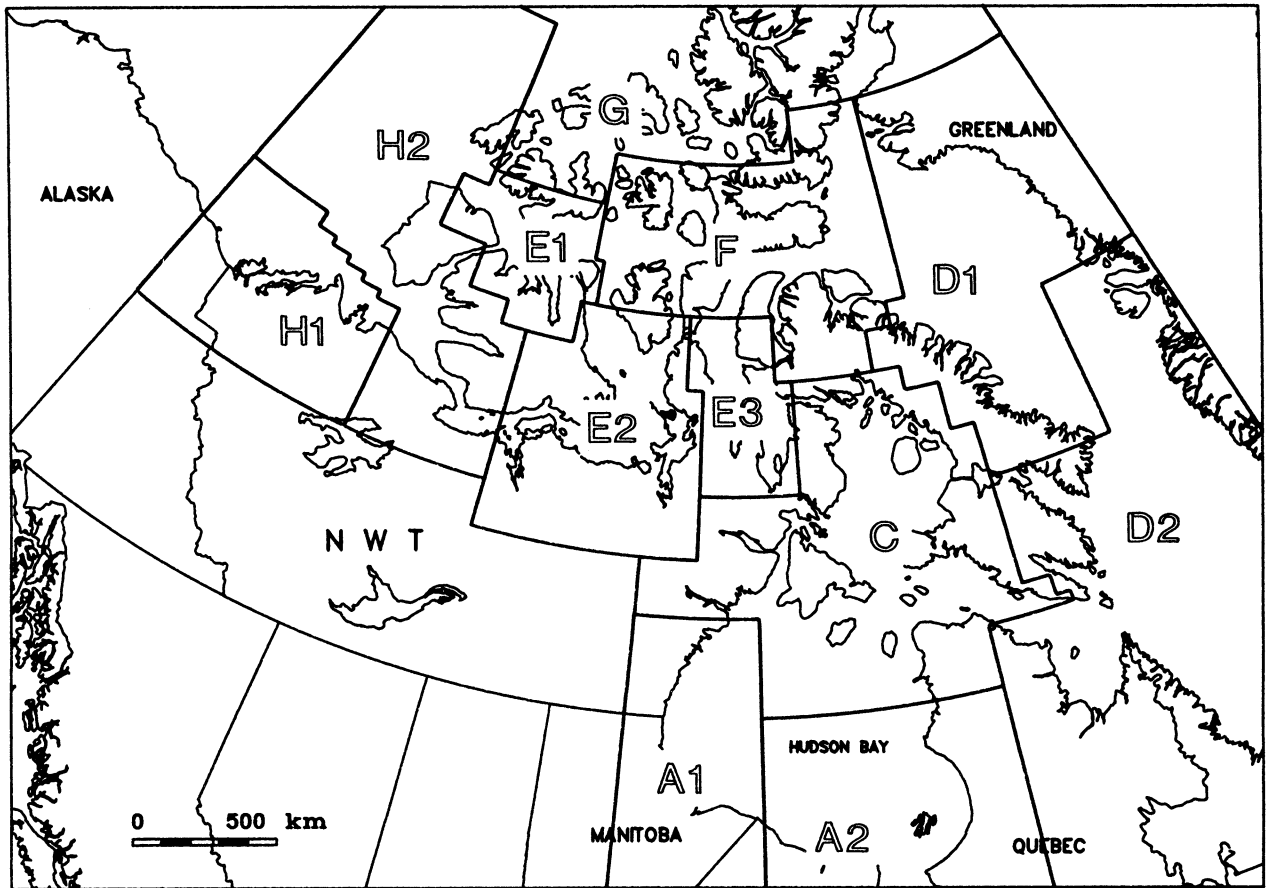 G
GREENLAND
H2
ALASKA
E1
F
D1
H1
E3
E2
N W T
C
D2
HUDSON BAY
A1
0 500 km
MANITOBA
A2
QUEBEC